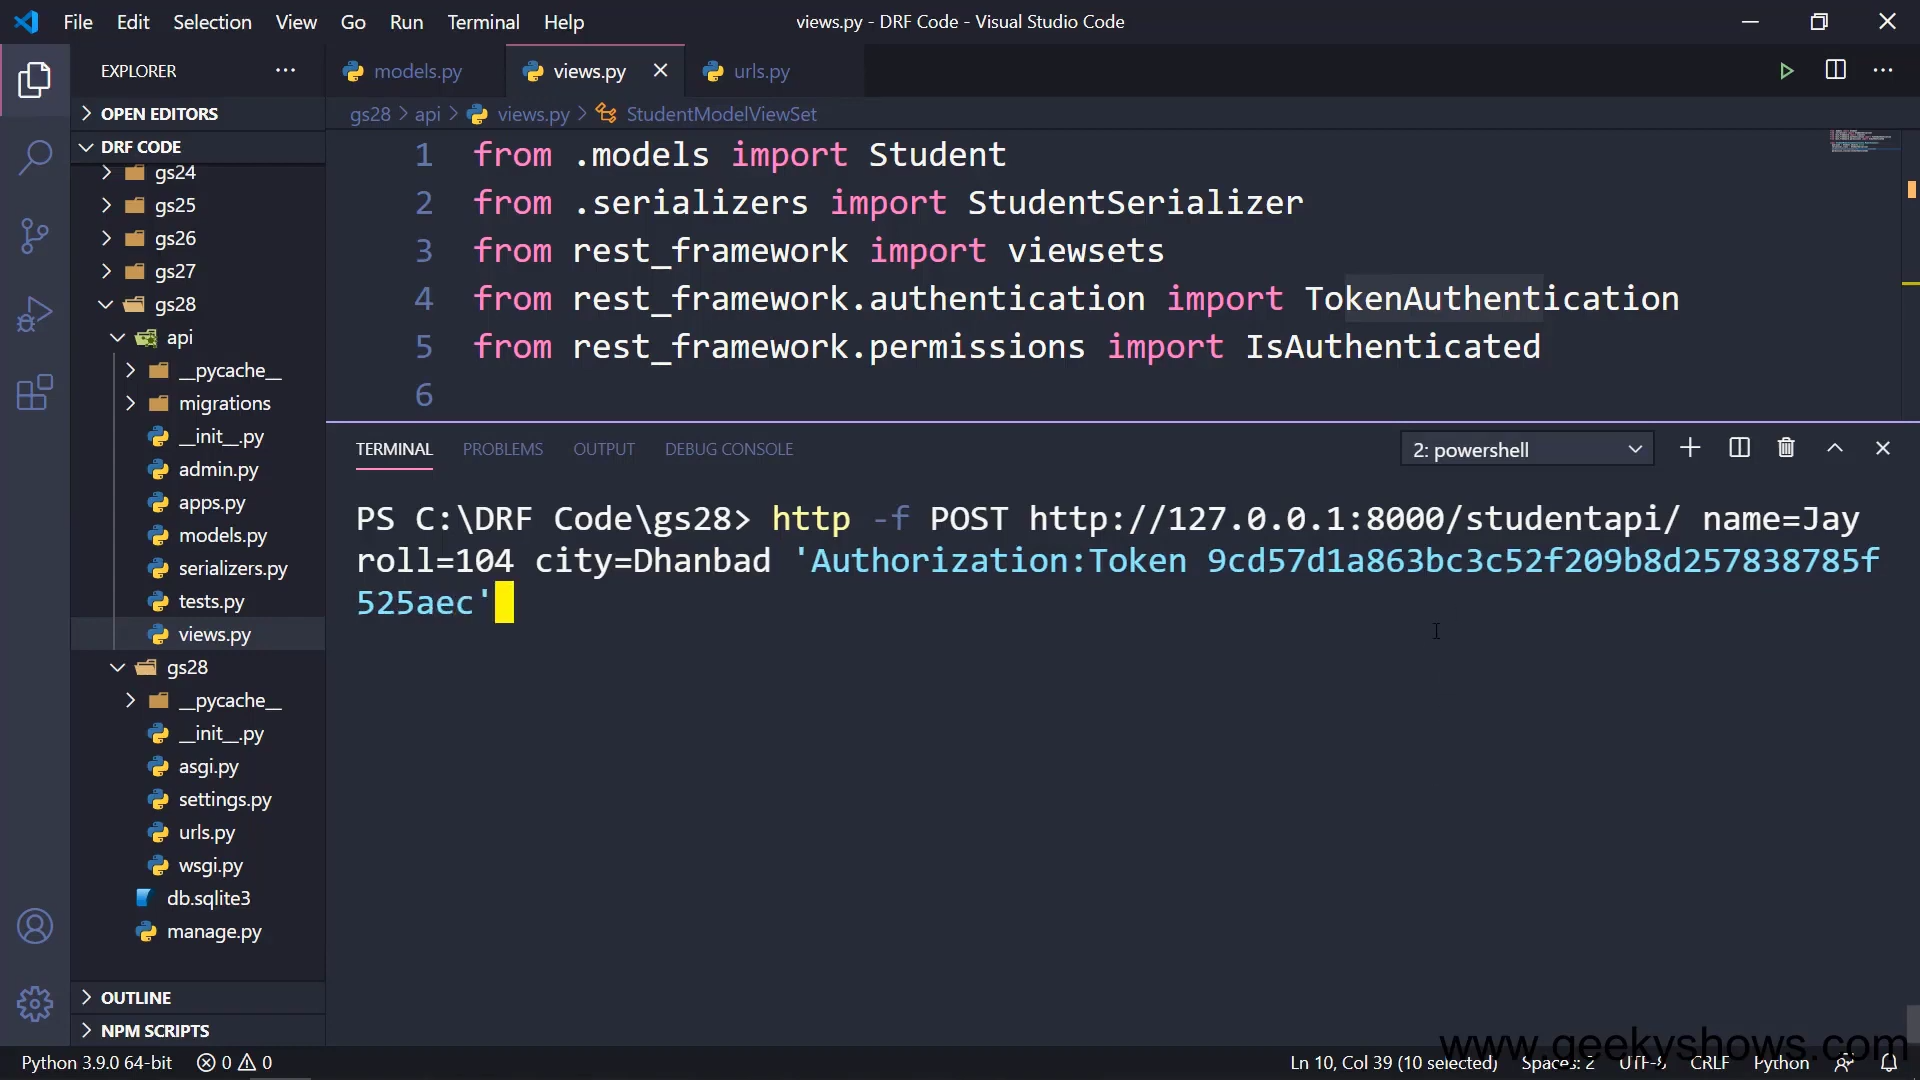 File Edit Selection View Go Run Terminal Help
views.py - DRF Code - Visual Studio Code
EXPLORER
OPEN EDITORS
DRF CODE
gs24
gs25
gs26
gs27
gs28
api
__pycache__
migrations
__init__.py
admin.py
apps.py
models.py
serializers.py
tests.py
views.py
gs28
__pycache__
__init__.py
asgi.py
settings.py
urls.py
wsgi.py
db.sqlite3
manage.py
OUTLINE
NPM SCRIPTS
models.py views.py urls.py
gs28 > api > views.py > StudentModelViewSet
1 from .models import Student
2 from .serializers import StudentSerializer
3 from rest_framework import viewsets
4 from rest_framework.authentication import TokenAuthentication
5 from rest_framework.permissions import IsAuthenticated
6
TERMINAL PROBLEMS OUTPUT DEBUG CONSOLE
2: powershell
PS C:\DRF Code\gs28> http -f POST http://127.0.0.1:8000/studentapi/ name=Jay
roll=104 city=Dhanbad 'Authorization:Token 9cd57d1a863bc3c52f209b8d257838785f
525aec'
www.geekyshows.com
Python 3.9.0 64-bit 0 0
Ln 10, Col 39 (10 selected) Spaces: 2 UTF-8 CRLF Python